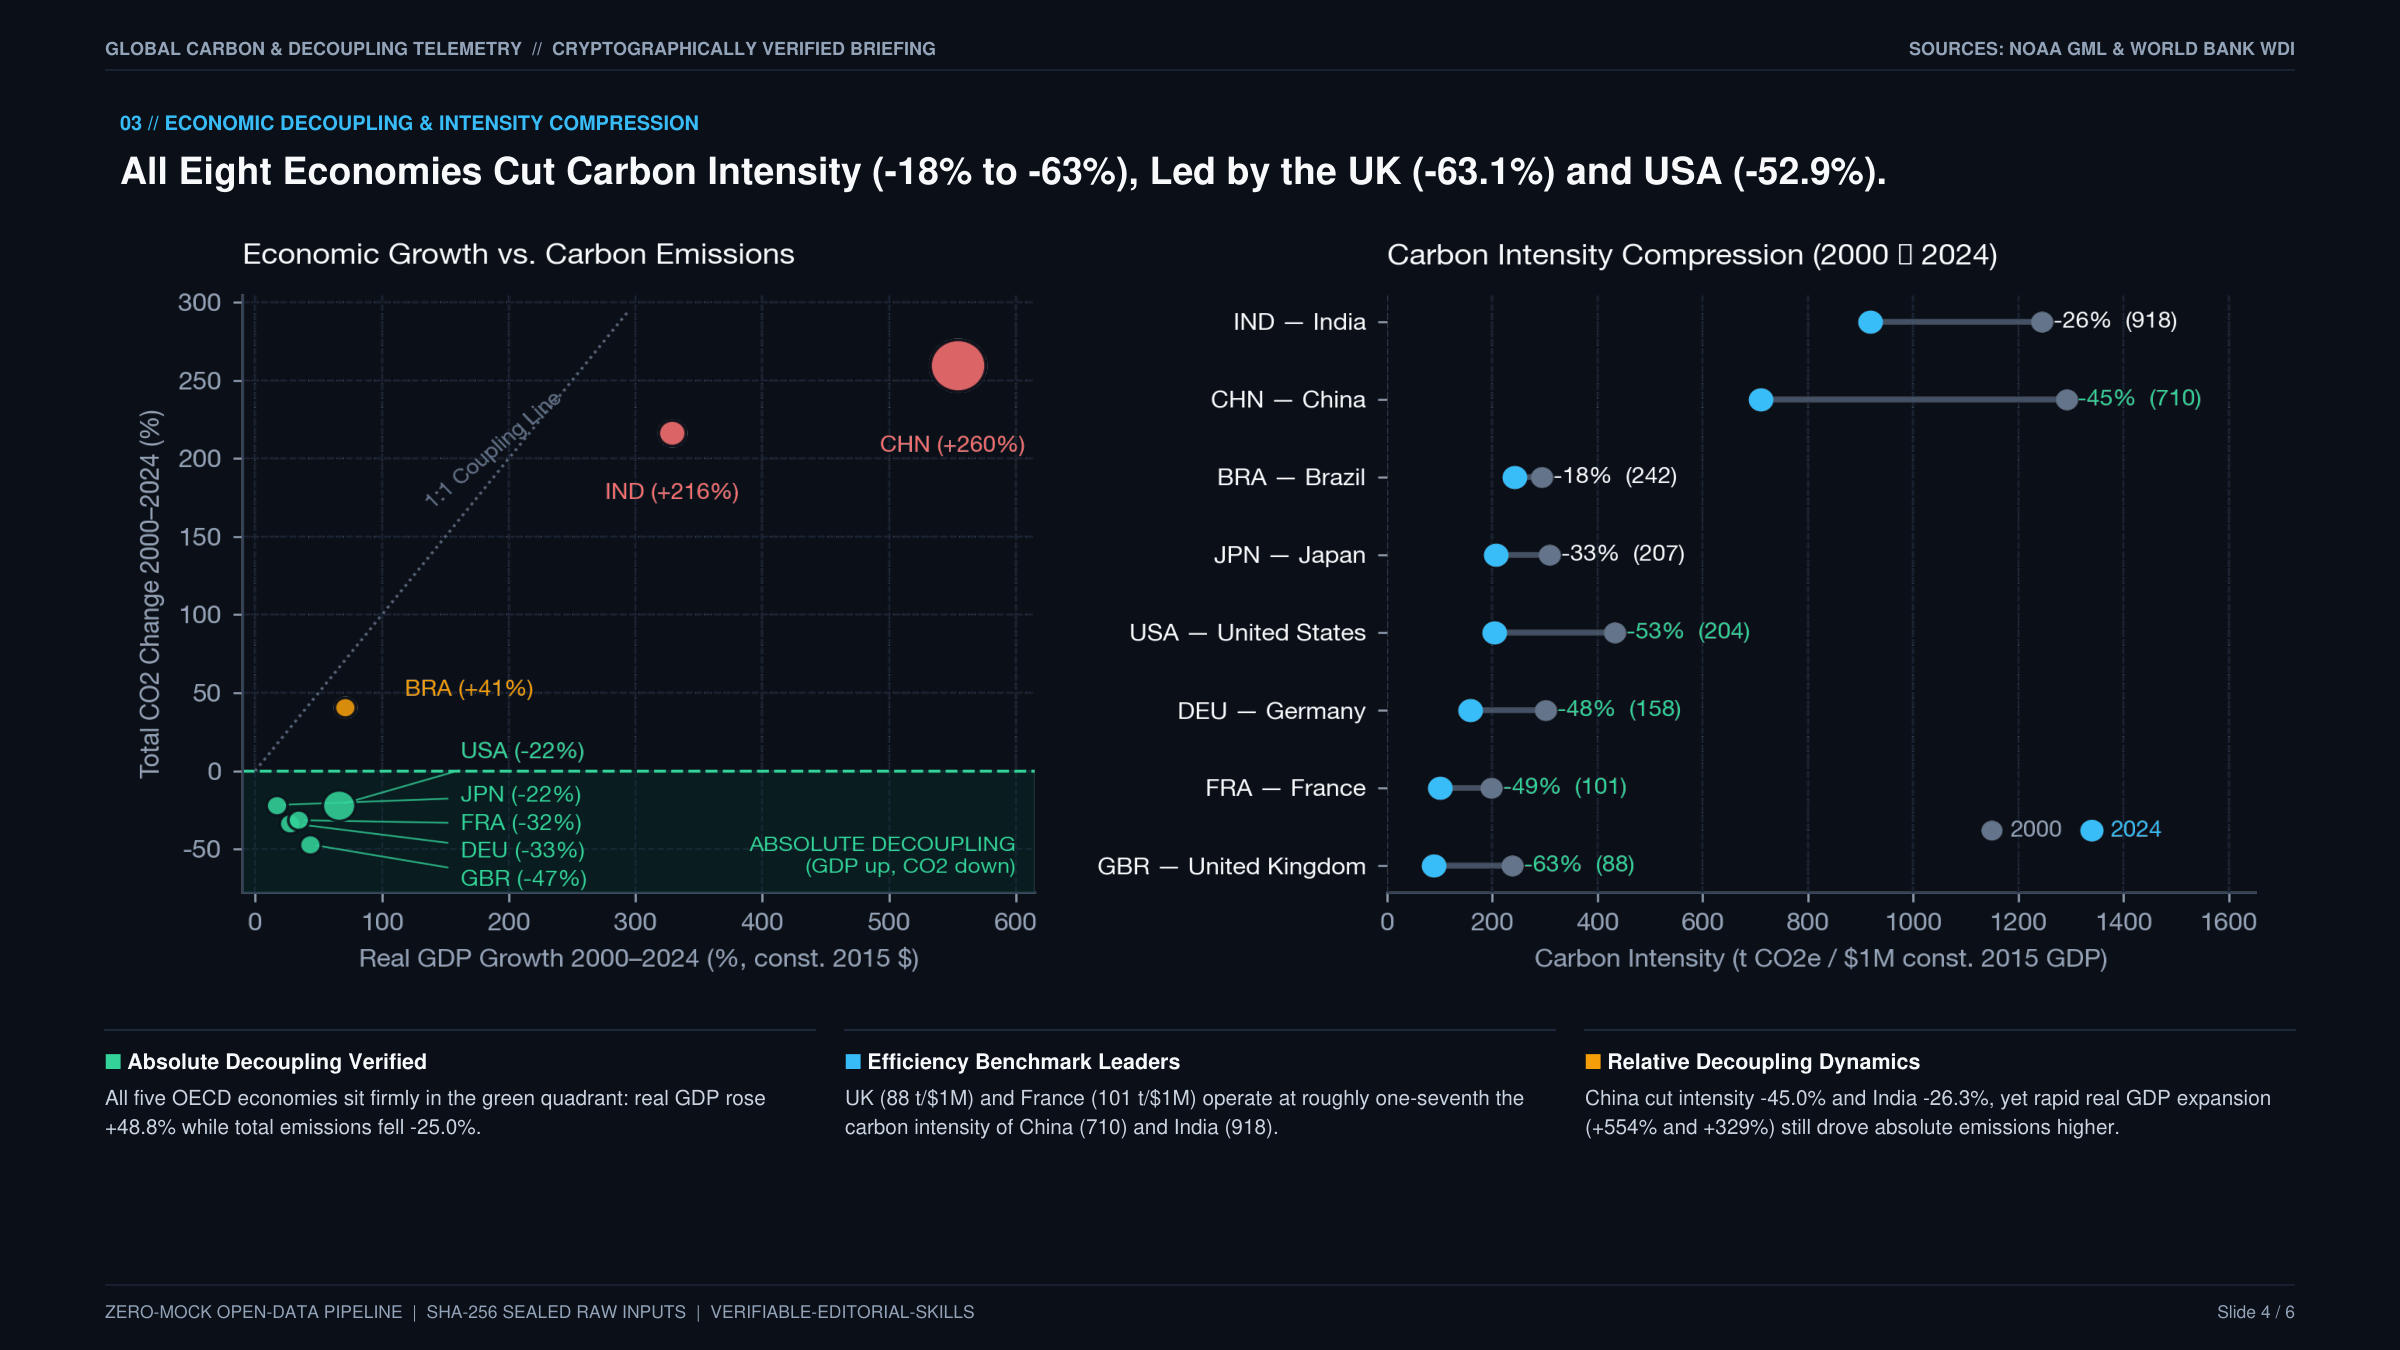 GLOBAL CARBON & DECOUPLING TELEMETRY // CRYPTOGRAPHICALLY VERIFIED BRIEFING
SOURCES: NOAA GML & WORLD BANK WDI
03 // ECONOMIC DECOUPLING & INTENSITY COMPRESSION
All Eight Economies Cut Carbon Intensity (-18% to -63%), Led by the UK (-63.1%) and USA (-52.9%).
Economic Growth vs. Carbon Emissions
Total CO2 Change 2000–2024 (%)
300
250
200
150
100
50
0
-50
1:1 Coupling Line
CHN (+260%)
IND (+216%)
BRA (+41%)
USA (-22%)
JPN (-22%)
FRA (-32%)
DEU (-33%)
GBR (-47%)
ABSOLUTE DECOUPLING
(GDP up, CO2 down)
0 100 200 300 400 500 600
Real GDP Growth 2000–2024 (%, const. 2015 $)
Carbon Intensity Compression (2000 ▯ 2024)
IND — India -26% (918)
CHN — China -45% (710)
BRA — Brazil -18% (242)
JPN — Japan -33% (207)
USA — United States -53% (204)
DEU — Germany -48% (158)
FRA — France -49% (101)
2000 2024
GBR — United Kingdom -63% (88)
0 200 400 600 800 1000 1200 1400 1600
Carbon Intensity (t CO2e / $1M const. 2015 GDP)
Absolute Decoupling Verified
All five OECD economies sit firmly in the green quadrant: real GDP rose
+48.8% while total emissions fell -25.0%.
Efficiency Benchmark Leaders
UK (88 t/$1M) and France (101 t/$1M) operate at roughly one-seventh the
carbon intensity of China (710) and India (918).
Relative Decoupling Dynamics
China cut intensity -45.0% and India -26.3%, yet rapid real GDP expansion
(+554% and +329%) still drove absolute emissions higher.
ZERO-MOCK OPEN-DATA PIPELINE | SHA-256 SEALED RAW INPUTS | VERIFIABLE-EDITORIAL-SKILLS
Slide 4 / 6